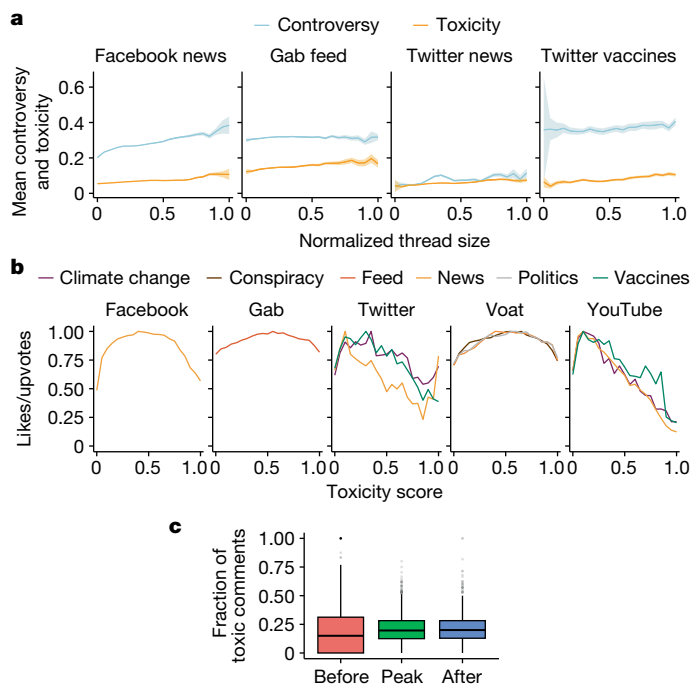 a
Controversy Toxicity
Facebook news Gab feed Twitter news Twitter vaccines
Mean controversy
and toxicity
0.6
0.4
0.2
0
0 0.5 1.0 0 0.5 1.0 0 0.5 1.0 0 0.5 1.0
Normalized thread size
b
Climate change Conspiracy Feed News Politics Vaccines
Facebook Gab Twitter Voat YouTube
Likes/upvotes
1.00
0.75
0.50
0.25
0
0 0.5 1.0 0 0.5 1.0 0 0.5 1.0 0 0.5 1.0 0 0.5 1.0
Toxicity score
c
Fraction of
toxic comments
1.00
0.75
0.50
0.25
0
Before Peak After